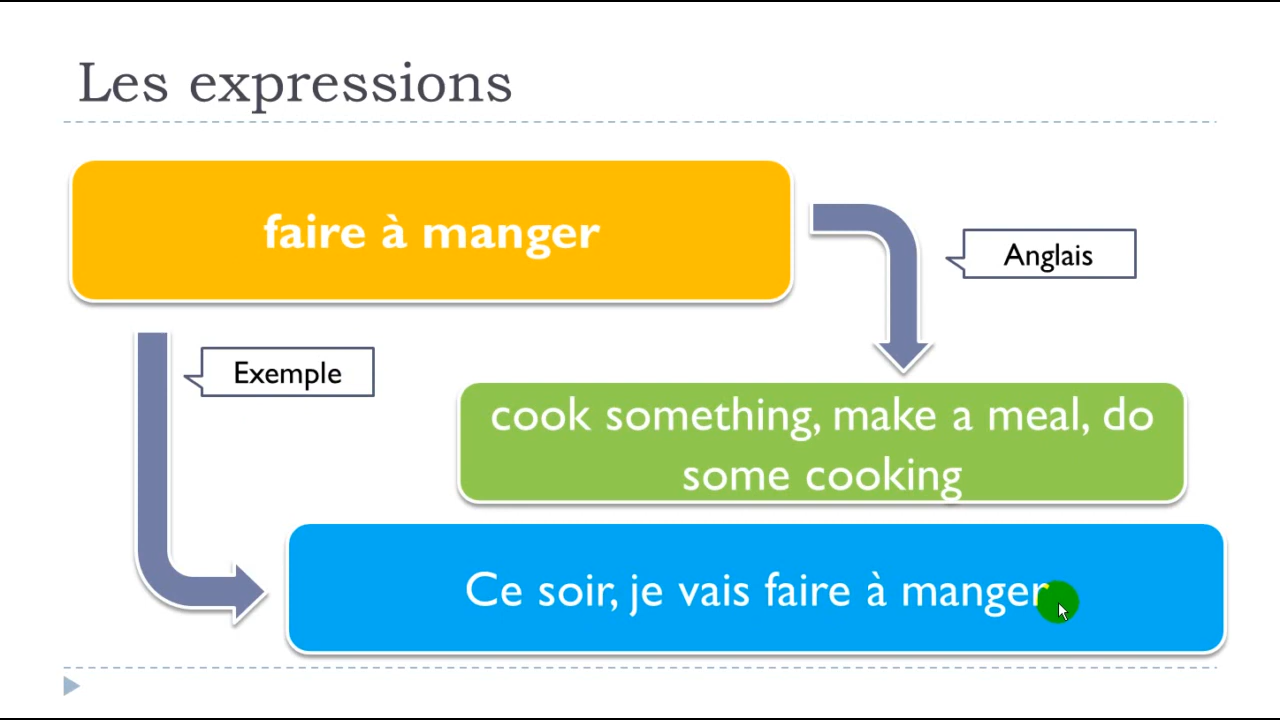 Les expressions
faire à manger
Anglais
Exemple
cook something, make a meal, do
some cooking
Ce soir, je vais faire à manger